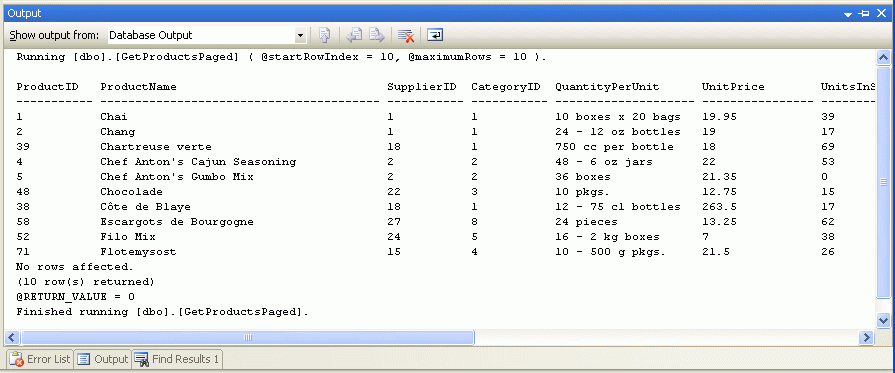 Output
Show output from: Database Output
Running [dbo].[GetProductsPaged] ( @startRowIndex = 10, @maximumRows = 10 ).
ProductID ProductName SupplierID CategoryID QuantityPerUnit UnitPrice UnitsInS
----------- ---------------------------------------- ----------- ----------- -------------------- --------------------- --------
1 Chai 1 1 10 boxes x 20 bags 19.95 39
2 Chang 1 1 24 - 12 oz bottles 19 17
39 Chartreuse verte 18 1 750 cc per bottle 18 69
4 Chef Anton's Cajun Seasoning 2 2 48 - 6 oz jars 22 53
5 Chef Anton's Gumbo Mix 2 2 36 boxes 21.35 0
48 Chocolade 22 3 10 pkgs. 12.75 15
38 Côte de Blaye 18 1 12 - 75 cl bottles 263.5 17
58 Escargots de Bourgogne 27 8 24 pieces 13.25 62
52 Filo Mix 24 5 16 - 2 kg boxes 7 38
71 Flotemysost 15 4 10 - 500 g pkgs. 21.5 26
No rows affected.
(10 row(s) returned)
@RETURN_VALUE = 0
Finished running [dbo].[GetProductsPaged].
Error List Output Find Results 1